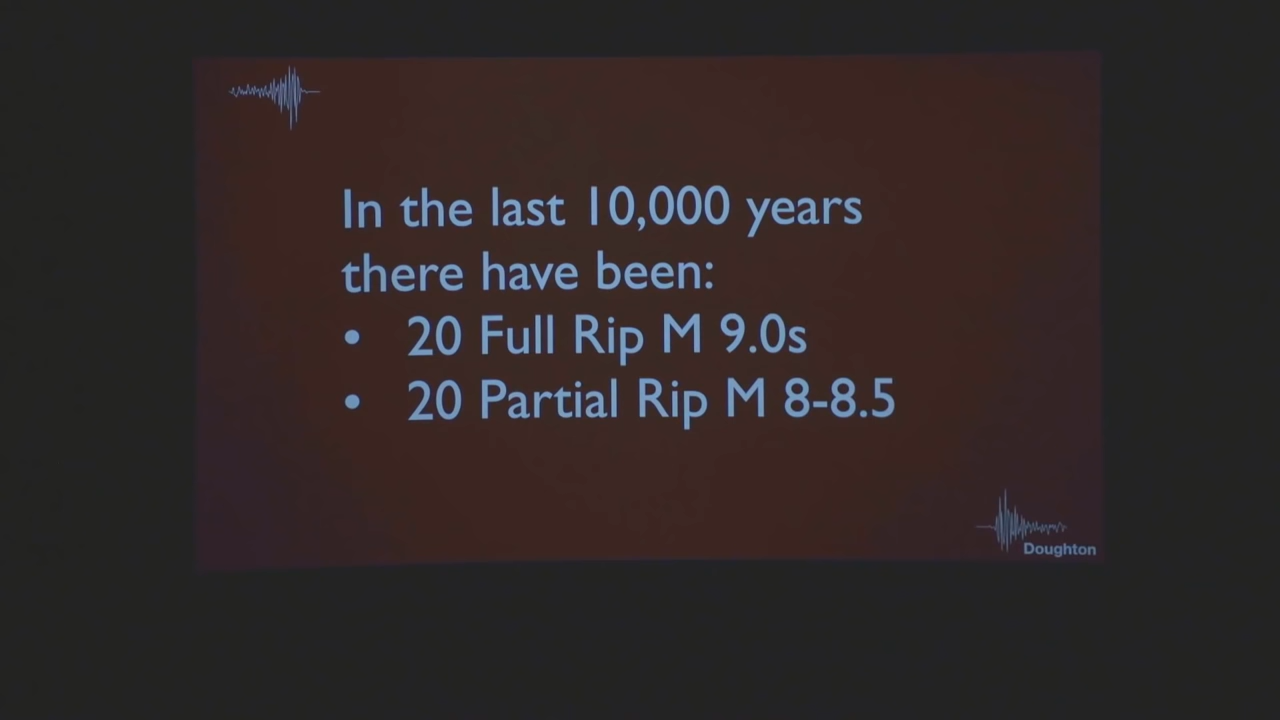 In the last 10,000 years
there have been:
• 20 Full Rip M 9.0s
• 20 Partial Rip M 8-8.5
Doughton